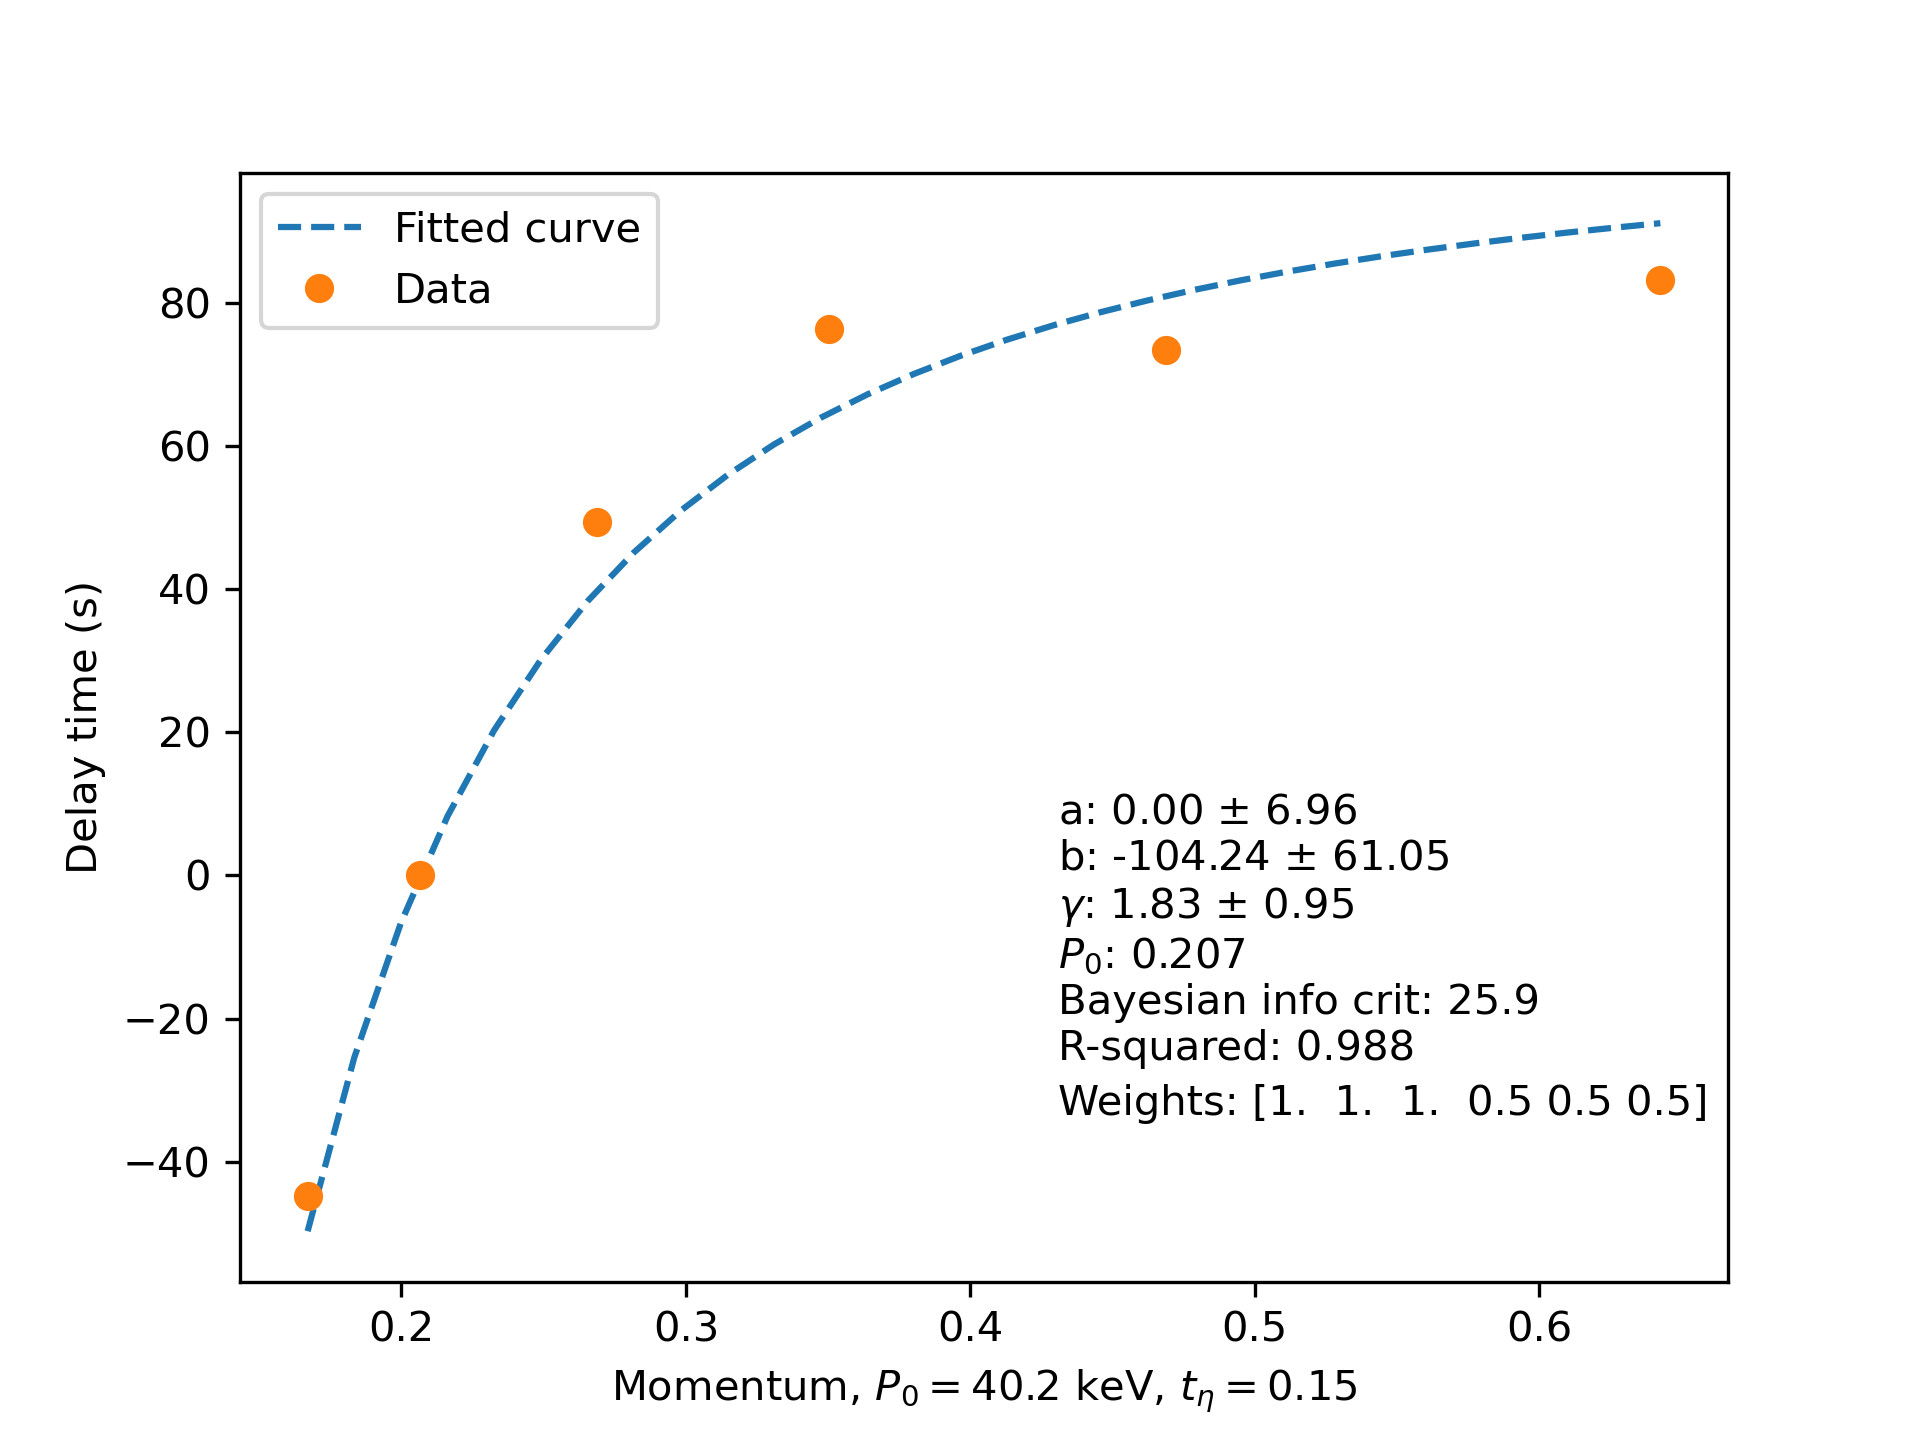 Fitted curve
Data
80
60
40
20
0
−20
−40
Delay time (s)
a: 0.00 ± 6.96
b: -104.24 ± 61.05
γ: 1.83 ± 0.95
P₀: 0.207
Bayesian info crit: 25.9
R-squared: 0.988
Weights: [1.  1.  1.  0.5 0.5 0.5]
0.2 0.3 0.4 0.5 0.6
Momentum, P₀ = 40.2 keV, tη = 0.15